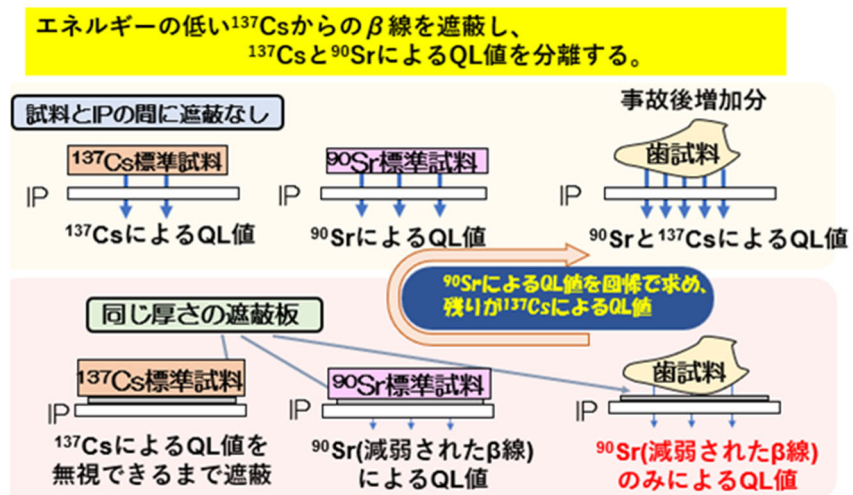 エネルギーの低い¹³⁷Csからのβ線を遮蔽し、
¹³⁷Csと⁹⁰SrによるQL値を分離する。
試料とIPの間に遮蔽なし
事故後増加分
¹³⁷Cs標準試料
⁹⁰Sr標準試料
歯試料
IP
IP
IP
¹³⁷CsによるQL値
⁹⁰SrによるQL値
⁹⁰Srと¹³⁷CsによるQL値
⁹⁰SrによるQL値を回帰で求め、
残りが¹³⁷CsによるQL値
同じ厚さの遮蔽板
¹³⁷Cs標準試料
⁹⁰Sr標準試料
歯試料
IP
IP
IP
¹³⁷CsによるQL値を
無視できるまで遮蔽
⁹⁰Sr(減弱されたβ線)
によるQL値
⁹⁰Sr(減弱されたβ線)
のみによるQL値